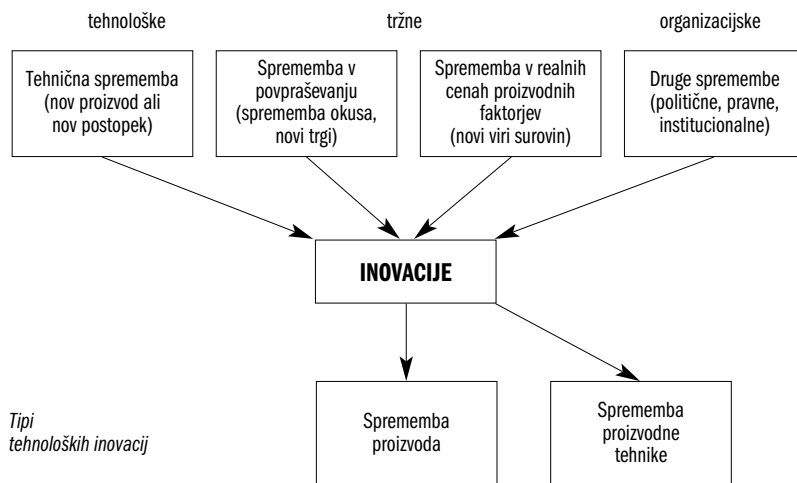 tehnološke
tržne
organizacijske
Tehnična sprememba
(nov proizvod ali
nov postopek)
Sprememba v
povpraševanju
(sprememba okusa,
novi trgi)
Sprememba v realnih
cenah proizvodnih
faktorjev
(novi viri surovin)
Druge spremembe
(politične, pravne,
institucionalne)
INOVACIJE
Tipi
tehnoloških inovacij
Sprememba
proizvoda
Sprememba
proizvodne
tehnike